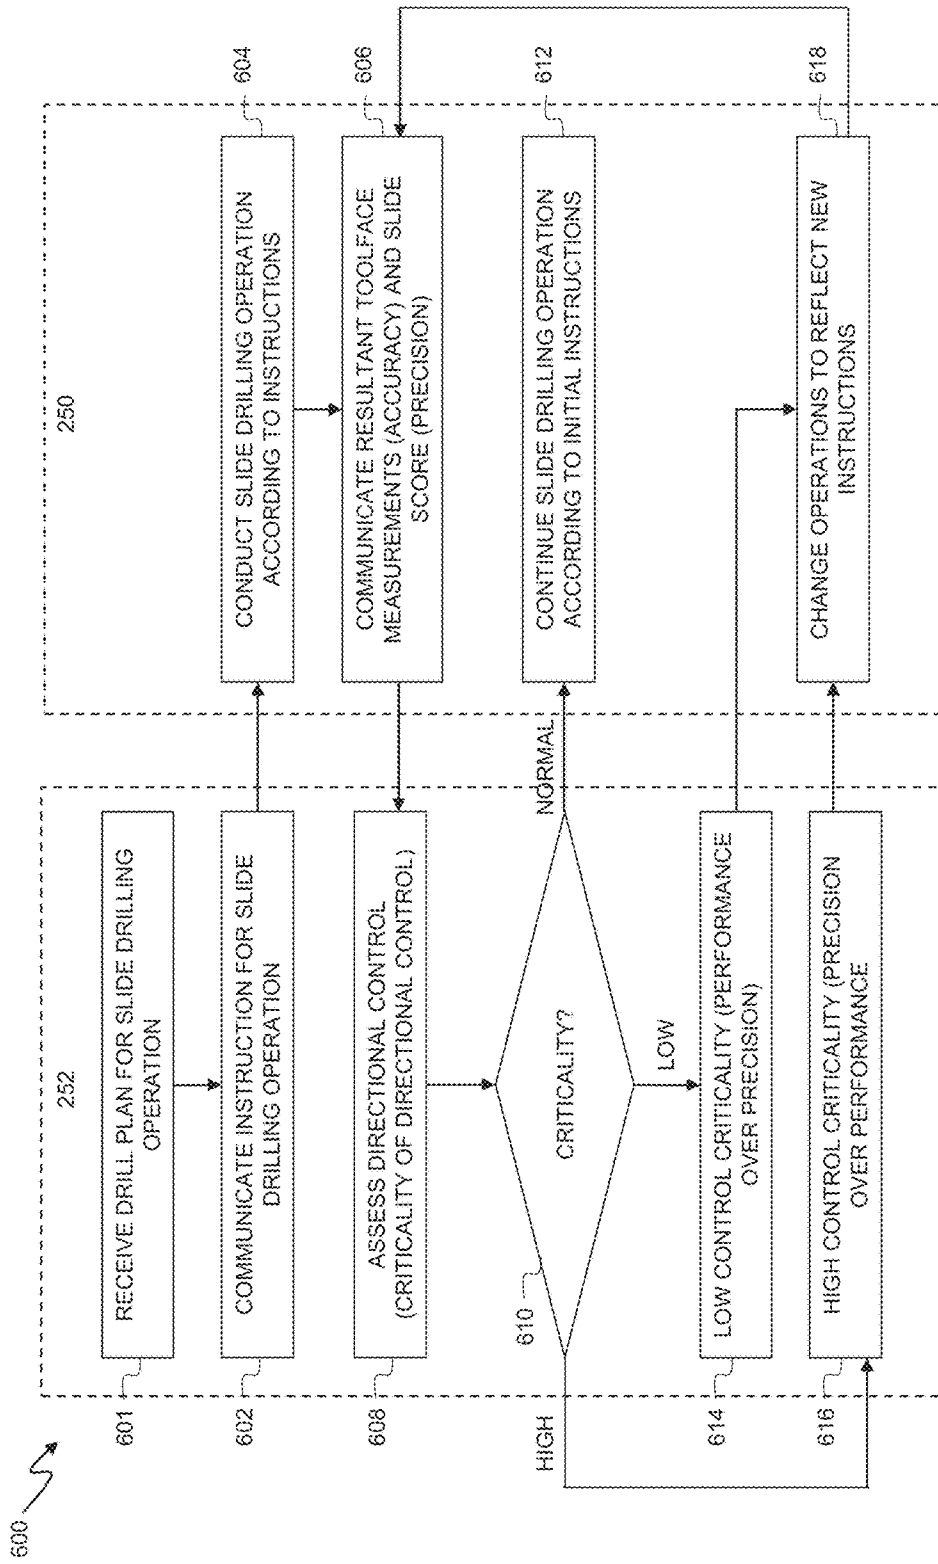 600
252
601
RECEIVE DRILL PLAN FOR SLIDE DRILLING
OPERATION
602
COMMUNICATE INSTRUCTION FOR SLIDE
DRILLING OPERATION
608
ASSESS DIRECTIONAL CONTROL
(CRITICALITY OF DIRECTIONAL CONTROL)
610
CRITICALITY?
HIGH
NORMAL
LOW
614
LOW CONTROL CRITICALITY (PERFORMANCE
OVER PRECISION)
616
HIGH CONTROL CRITICALITY (PRECISION
OVER PERFORMANCE
250
CONDUCT SLIDE DRILLING OPERATION
ACCORDING TO INSTRUCTIONS
604
COMMUNICATE RESULTANT TOOLFACE
MEASUREMENTS (ACCURACY) AND SLIDE
SCORE (PRECISION)
606
CONTINUE SLIDE DRILLING OPERATION
ACCORDING TO INITIAL INSTRUCTIONS
612
CHANGE OPERATIONS TO REFLECT NEW
INSTRUCTIONS
618